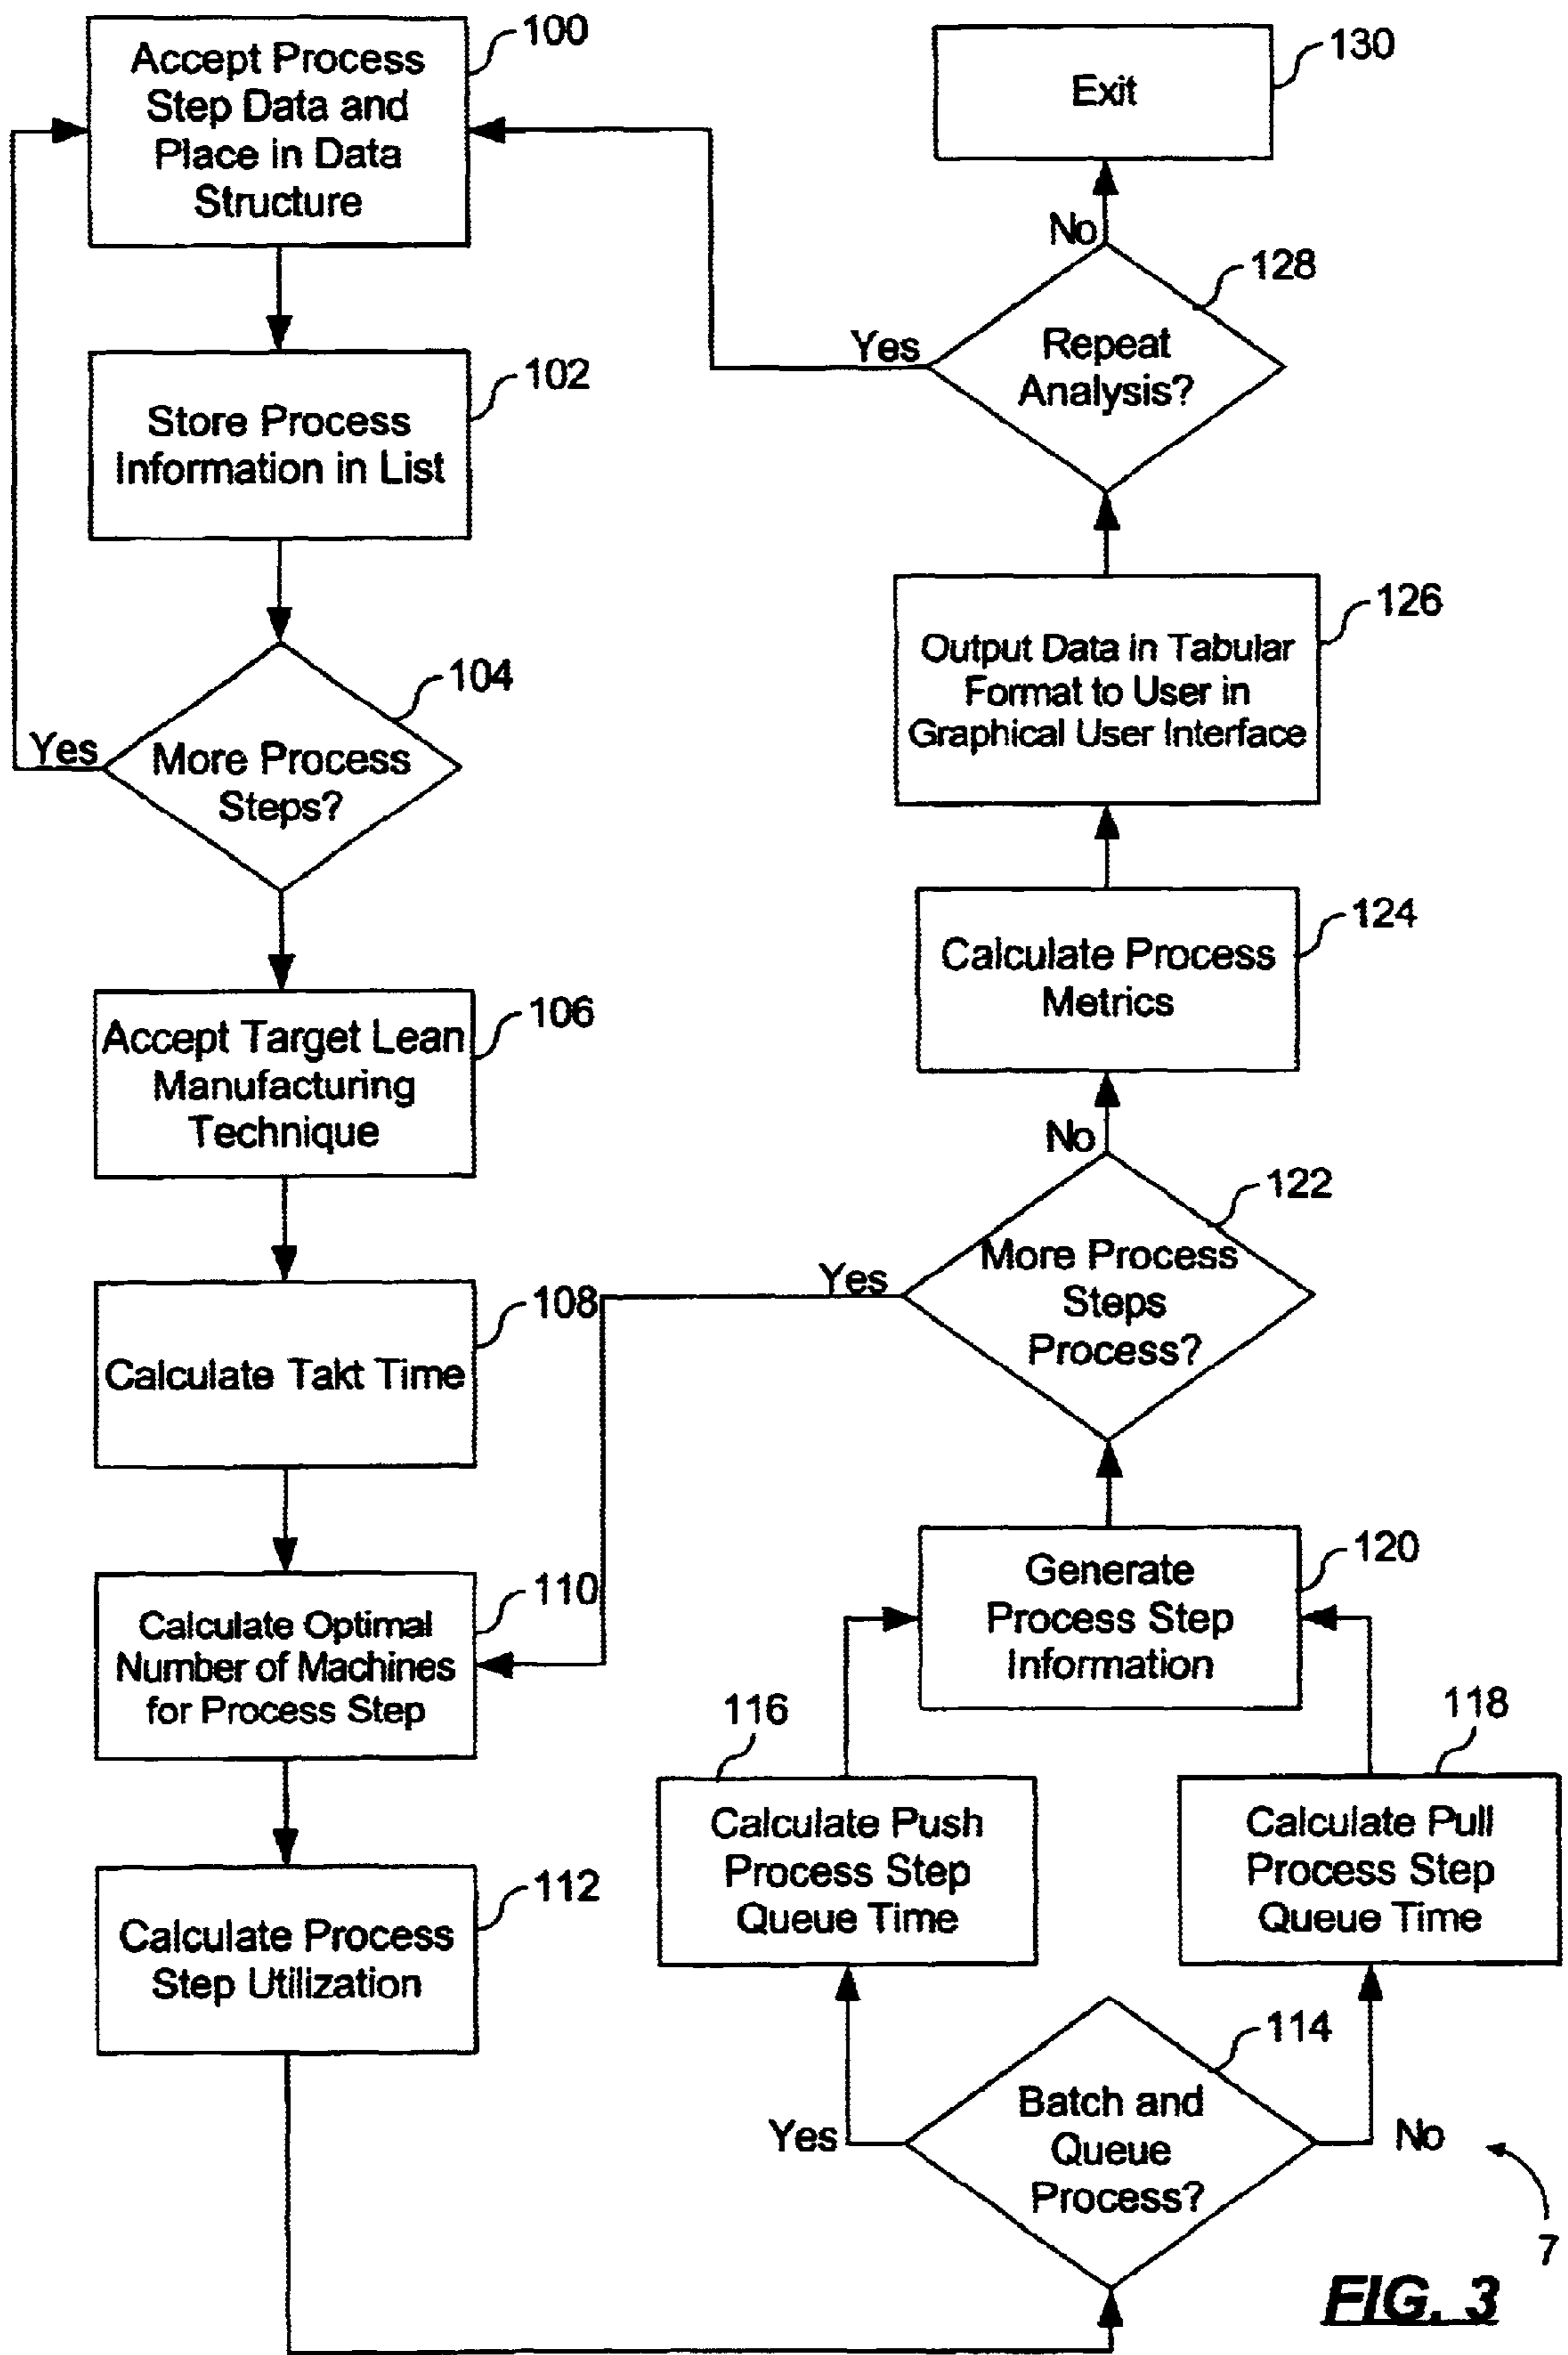 100
Accept Process
Step Data and
Place in Data
Structure
102
Store Process
Information in List
104
Yes
More Process
Steps?
106
Accept Target Lean
Manufacturing
Technique
108
Calculate Takt Time
110
Calculate Optimal
Number of Machines
for Process Step
112
Calculate Process
Step Utilization
114
Batch and
Queue
Process?
Yes
No
116
Calculate Push
Process Step
Queue Time
118
Calculate Pull
Process Step
Queue Time
120
Generate
Process Step
Information
122
More Process
Steps
Process?
Yes
No
124
Calculate Process
Metrics
126
Output Data in Tabular
Format to User in
Graphical User Interface
128
Repeat
Analysis?
Yes
No
130
Exit
7
FIG. 3